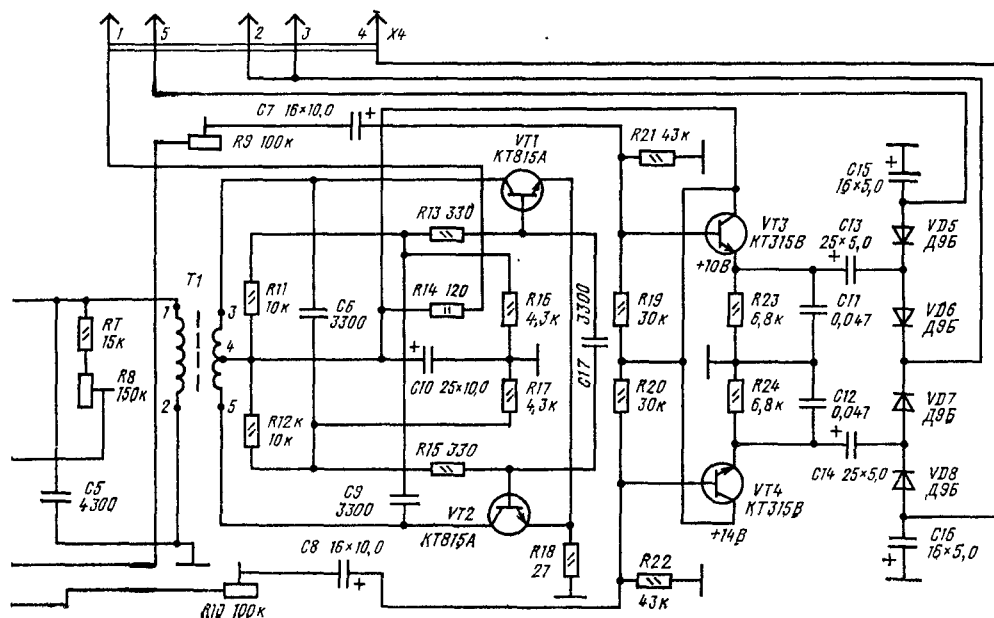 1 5 2 3 4 X4
C7 16×10,0 +
R9 100к
VT1
КТ815А
R21 43к
+ C15
16×5,0
R13 330
VT3
КТ315В
+10В
C13
25×5,0
+
VD5
Д9Б
T1
1
2
3
4
5
R11
10к
C6
3300
R14 120
R16
4,3к
3300
C17
R19
30к
R23
6,8к
C11
0,047
VD6
Д9Б
R7
15к
R8
150к
+
C10 25×10,0
R17
4,3к
R20
30к
R24
6,8к
C12
0,047
VD7
Д9Б
R12к
10к
R15 330
+
C14 25×5,0
VD8
Д9Б
C5
4300
C9
3300
VT2
КТ815А
VT4
КТ315В
+14В
C8 16×10,0
+
R18
27
R22
43к
C16
16×5,0
+
R10 100к